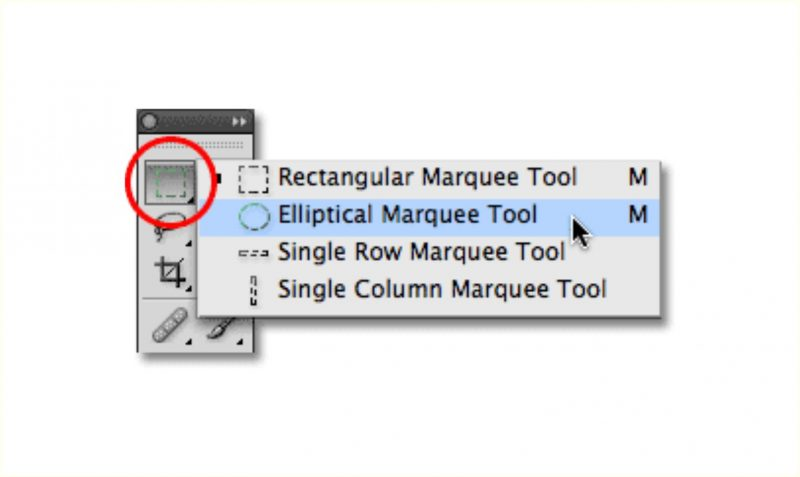 Rectangular Marquee Tool M
Elliptical Marquee Tool M
Single Row Marquee Tool
Single Column Marquee Tool